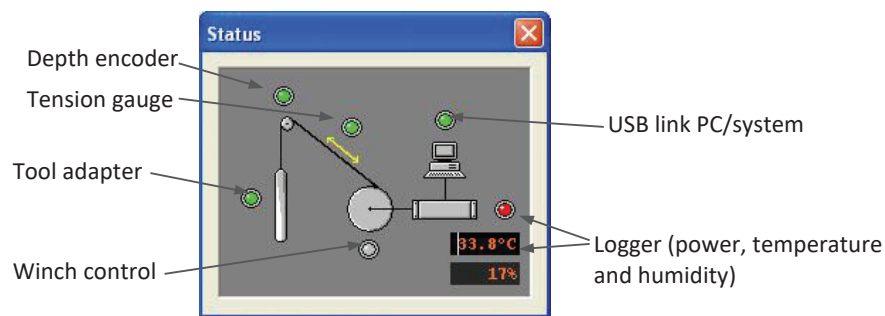 Status
Depth encoder
Tension gauge
USB link PC/system
Tool adapter
Winch control
33.8°C
17%
Logger (power, temperature
and humidity)